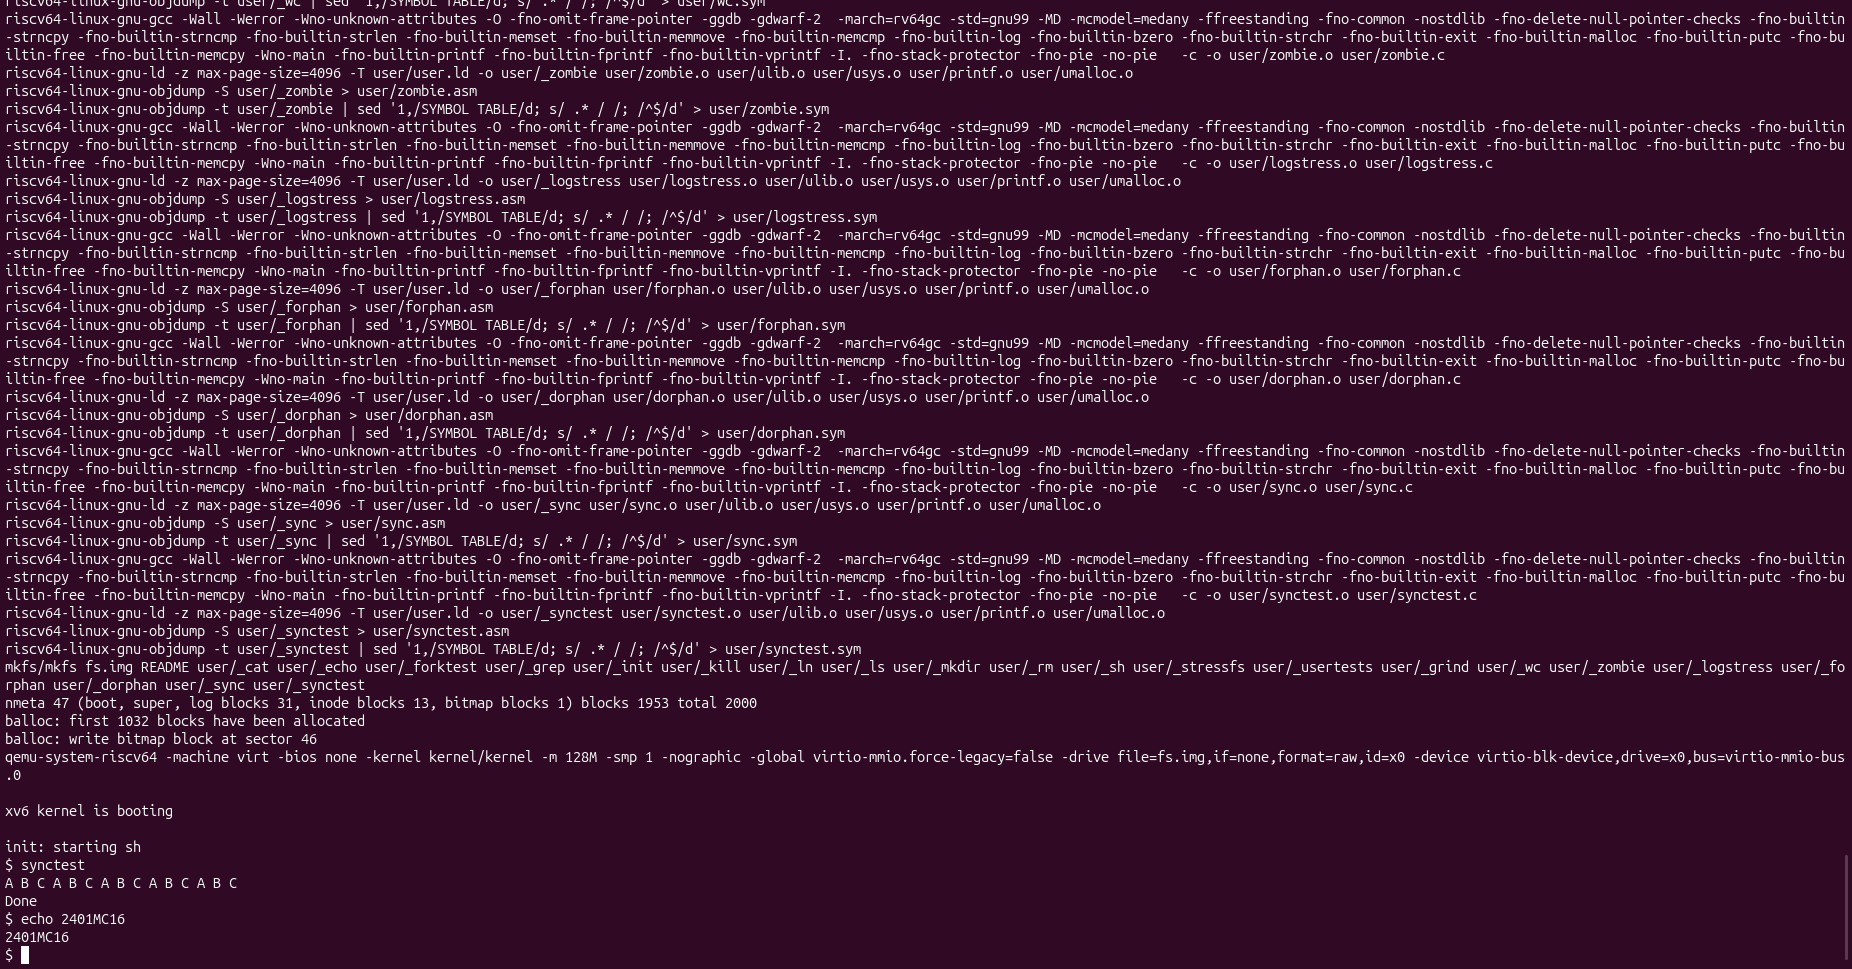 riscv64-linux-gnu-objdump -t user/_wc | sed '1,/SYMBOL TABLE/d; s/ .* / /; /^$/d' > user/wc.sym
riscv64-linux-gnu-gcc -Wall -Werror -Wno-unknown-attributes -O -fno-omit-frame-pointer -ggdb -gdwarf-2  -march=rv64gc -std=gnu99 -MD -mcmodel=medany -ffreestanding -fno-common -nostdlib -fno-delete-null-pointer-checks -fno-builtin
-strncpy -fno-builtin-strncmp -fno-builtin-strlen -fno-builtin-memset -fno-builtin-memmove -fno-builtin-memcmp -fno-builtin-log -fno-builtin-bzero -fno-builtin-strchr -fno-builtin-exit -fno-builtin-malloc -fno-builtin-putc -fno-bu
iltin-free -fno-builtin-memcpy -Wno-main -fno-builtin-printf -fno-builtin-fprintf -fno-builtin-vprintf -I. -fno-stack-protector -fno-pie -no-pie   -c -o user/zombie.o user/zombie.c
riscv64-linux-gnu-ld -z max-page-size=4096 -T user/user.ld -o user/_zombie user/zombie.o user/ulib.o user/usys.o user/printf.o user/umalloc.o
riscv64-linux-gnu-objdump -S user/_zombie > user/zombie.asm
riscv64-linux-gnu-objdump -t user/_zombie | sed '1,/SYMBOL TABLE/d; s/ .* / /; /^$/d' > user/zombie.sym
riscv64-linux-gnu-gcc -Wall -Werror -Wno-unknown-attributes -O -fno-omit-frame-pointer -ggdb -gdwarf-2  -march=rv64gc -std=gnu99 -MD -mcmodel=medany -ffreestanding -fno-common -nostdlib -fno-delete-null-pointer-checks -fno-builtin
-strncpy -fno-builtin-strncmp -fno-builtin-strlen -fno-builtin-memset -fno-builtin-memmove -fno-builtin-memcmp -fno-builtin-log -fno-builtin-bzero -fno-builtin-strchr -fno-builtin-exit -fno-builtin-malloc -fno-builtin-putc -fno-bu
iltin-free -fno-builtin-memcpy -Wno-main -fno-builtin-printf -fno-builtin-fprintf -fno-builtin-vprintf -I. -fno-stack-protector -fno-pie -no-pie   -c -o user/logstress.o user/logstress.c
riscv64-linux-gnu-ld -z max-page-size=4096 -T user/user.ld -o user/_logstress user/logstress.o user/ulib.o user/usys.o user/printf.o user/umalloc.o
riscv64-linux-gnu-objdump -S user/_logstress > user/logstress.asm
riscv64-linux-gnu-objdump -t user/_logstress | sed '1,/SYMBOL TABLE/d; s/ .* / /; /^$/d' > user/logstress.sym
riscv64-linux-gnu-gcc -Wall -Werror -Wno-unknown-attributes -O -fno-omit-frame-pointer -ggdb -gdwarf-2  -march=rv64gc -std=gnu99 -MD -mcmodel=medany -ffreestanding -fno-common -nostdlib -fno-delete-null-pointer-checks -fno-builtin
-strncpy -fno-builtin-strncmp -fno-builtin-strlen -fno-builtin-memset -fno-builtin-memmove -fno-builtin-memcmp -fno-builtin-log -fno-builtin-bzero -fno-builtin-strchr -fno-builtin-exit -fno-builtin-malloc -fno-builtin-putc -fno-bu
iltin-free -fno-builtin-memcpy -Wno-main -fno-builtin-printf -fno-builtin-fprintf -fno-builtin-vprintf -I. -fno-stack-protector -fno-pie -no-pie   -c -o user/forphan.o user/forphan.c
riscv64-linux-gnu-ld -z max-page-size=4096 -T user/user.ld -o user/_forphan user/forphan.o user/ulib.o user/usys.o user/printf.o user/umalloc.o
riscv64-linux-gnu-objdump -S user/_forphan > user/forphan.asm
riscv64-linux-gnu-objdump -t user/_forphan | sed '1,/SYMBOL TABLE/d; s/ .* / /; /^$/d' > user/forphan.sym
riscv64-linux-gnu-gcc -Wall -Werror -Wno-unknown-attributes -O -fno-omit-frame-pointer -ggdb -gdwarf-2  -march=rv64gc -std=gnu99 -MD -mcmodel=medany -ffreestanding -fno-common -nostdlib -fno-delete-null-pointer-checks -fno-builtin
-strncpy -fno-builtin-strncmp -fno-builtin-strlen -fno-builtin-memset -fno-builtin-memmove -fno-builtin-memcmp -fno-builtin-log -fno-builtin-bzero -fno-builtin-strchr -fno-builtin-exit -fno-builtin-malloc -fno-builtin-putc -fno-bu
iltin-free -fno-builtin-memcpy -Wno-main -fno-builtin-printf -fno-builtin-fprintf -fno-builtin-vprintf -I. -fno-stack-protector -fno-pie -no-pie   -c -o user/dorphan.o user/dorphan.c
riscv64-linux-gnu-ld -z max-page-size=4096 -T user/user.ld -o user/_dorphan user/dorphan.o user/ulib.o user/usys.o user/printf.o user/umalloc.o
riscv64-linux-gnu-objdump -S user/_dorphan > user/dorphan.asm
riscv64-linux-gnu-objdump -t user/_dorphan | sed '1,/SYMBOL TABLE/d; s/ .* / /; /^$/d' > user/dorphan.sym
riscv64-linux-gnu-gcc -Wall -Werror -Wno-unknown-attributes -O -fno-omit-frame-pointer -ggdb -gdwarf-2  -march=rv64gc -std=gnu99 -MD -mcmodel=medany -ffreestanding -fno-common -nostdlib -fno-delete-null-pointer-checks -fno-builtin
-strncpy -fno-builtin-strncmp -fno-builtin-strlen -fno-builtin-memset -fno-builtin-memmove -fno-builtin-memcmp -fno-builtin-log -fno-builtin-bzero -fno-builtin-strchr -fno-builtin-exit -fno-builtin-malloc -fno-builtin-putc -fno-bu
iltin-free -fno-builtin-memcpy -Wno-main -fno-builtin-printf -fno-builtin-fprintf -fno-builtin-vprintf -I. -fno-stack-protector -fno-pie -no-pie   -c -o user/sync.o user/sync.c
riscv64-linux-gnu-ld -z max-page-size=4096 -T user/user.ld -o user/_sync user/sync.o user/ulib.o user/usys.o user/printf.o user/umalloc.o
riscv64-linux-gnu-objdump -S user/_sync > user/sync.asm
riscv64-linux-gnu-objdump -t user/_sync | sed '1,/SYMBOL TABLE/d; s/ .* / /; /^$/d' > user/sync.sym
riscv64-linux-gnu-gcc -Wall -Werror -Wno-unknown-attributes -O -fno-omit-frame-pointer -ggdb -gdwarf-2  -march=rv64gc -std=gnu99 -MD -mcmodel=medany -ffreestanding -fno-common -nostdlib -fno-delete-null-pointer-checks -fno-builtin
-strncpy -fno-builtin-strncmp -fno-builtin-strlen -fno-builtin-memset -fno-builtin-memmove -fno-builtin-memcmp -fno-builtin-log -fno-builtin-bzero -fno-builtin-strchr -fno-builtin-exit -fno-builtin-malloc -fno-builtin-putc -fno-bu
iltin-free -fno-builtin-memcpy -Wno-main -fno-builtin-printf -fno-builtin-fprintf -fno-builtin-vprintf -I. -fno-stack-protector -fno-pie -no-pie   -c -o user/synctest.o user/synctest.c
riscv64-linux-gnu-ld -z max-page-size=4096 -T user/user.ld -o user/_synctest user/synctest.o user/ulib.o user/usys.o user/printf.o user/umalloc.o
riscv64-linux-gnu-objdump -S user/_synctest > user/synctest.asm
riscv64-linux-gnu-objdump -t user/_synctest | sed '1,/SYMBOL TABLE/d; s/ .* / /; /^$/d' > user/synctest.sym
mkfs/mkfs fs.img README user/_cat user/_echo user/_forktest user/_grep user/_init user/_kill user/_ln user/_ls user/_mkdir user/_rm user/_sh user/_stressfs user/_usertests user/_grind user/_wc user/_zombie user/_logstress user/_fo
rphan user/_dorphan user/_sync user/_synctest
nmeta 47 (boot, super, log blocks 31, inode blocks 13, bitmap blocks 1) blocks 1953 total 2000
balloc: first 1032 blocks have been allocated
balloc: write bitmap block at sector 46
qemu-system-riscv64 -machine virt -bios none -kernel kernel/kernel -m 128M -smp 1 -nographic -global virtio-mmio.force-legacy=false -drive file=fs.img,if=none,format=raw,id=x0 -device virtio-blk-device,drive=x0,bus=virtio-mmio-bus
.0
xv6 kernel is booting
init: starting sh
$ synctest
A B C A B C A B C A B C A B C
Done
$ echo 2401MC16
2401MC16
$